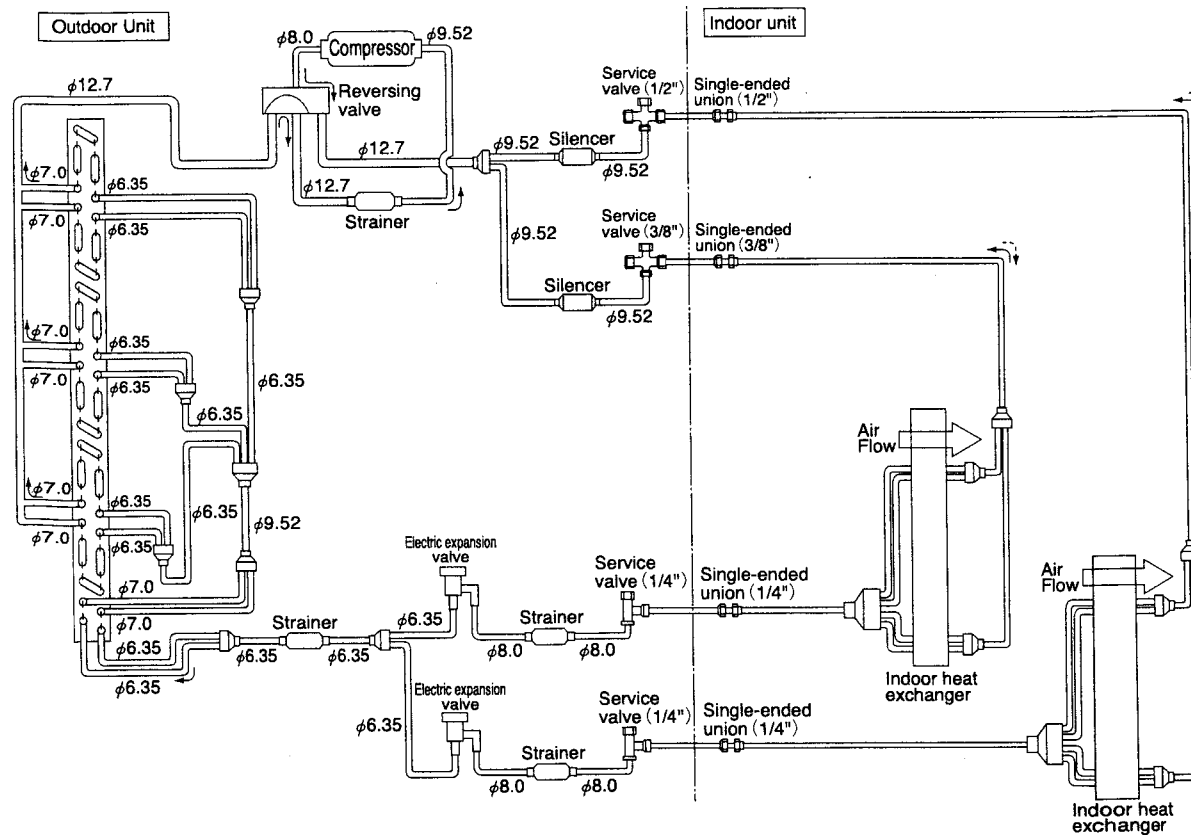 Outdoor Unit
Indoor unit
φ8.0
Compressor
φ9.52
φ12.7
Reversing
valve
Service
valve (1/2")
Single-ended
union (1/2")
φ12.7
φ9.52
Silencer
φ9.52
φ7.0
φ6.35
φ12.7
Strainer
φ7.0
φ6.35
φ9.52
Service
valve (3/8")
Single-ended
union (3/8")
Silencer
φ9.52
φ7.0
φ6.35
φ7.0
φ6.35
φ6.35
φ6.35
Air
Flow
φ7.0
φ6.35
φ6.35
φ9.52
φ7.0
φ6.35
Electric expansion
valve
Service
valve (1/4")
Single-ended
union (1/4")
Air
Flow
φ7.0
φ7.0
φ6.35
Strainer
φ6.35
φ6.35
φ6.35
Strainer
φ8.0
φ8.0
φ6.35
Indoor heat
exchanger
Electric expansion
valve
Service
valve (1/4")
Single-ended
union (1/4")
φ6.35
Strainer
φ8.0
φ8.0
Indoor heat
exchanger